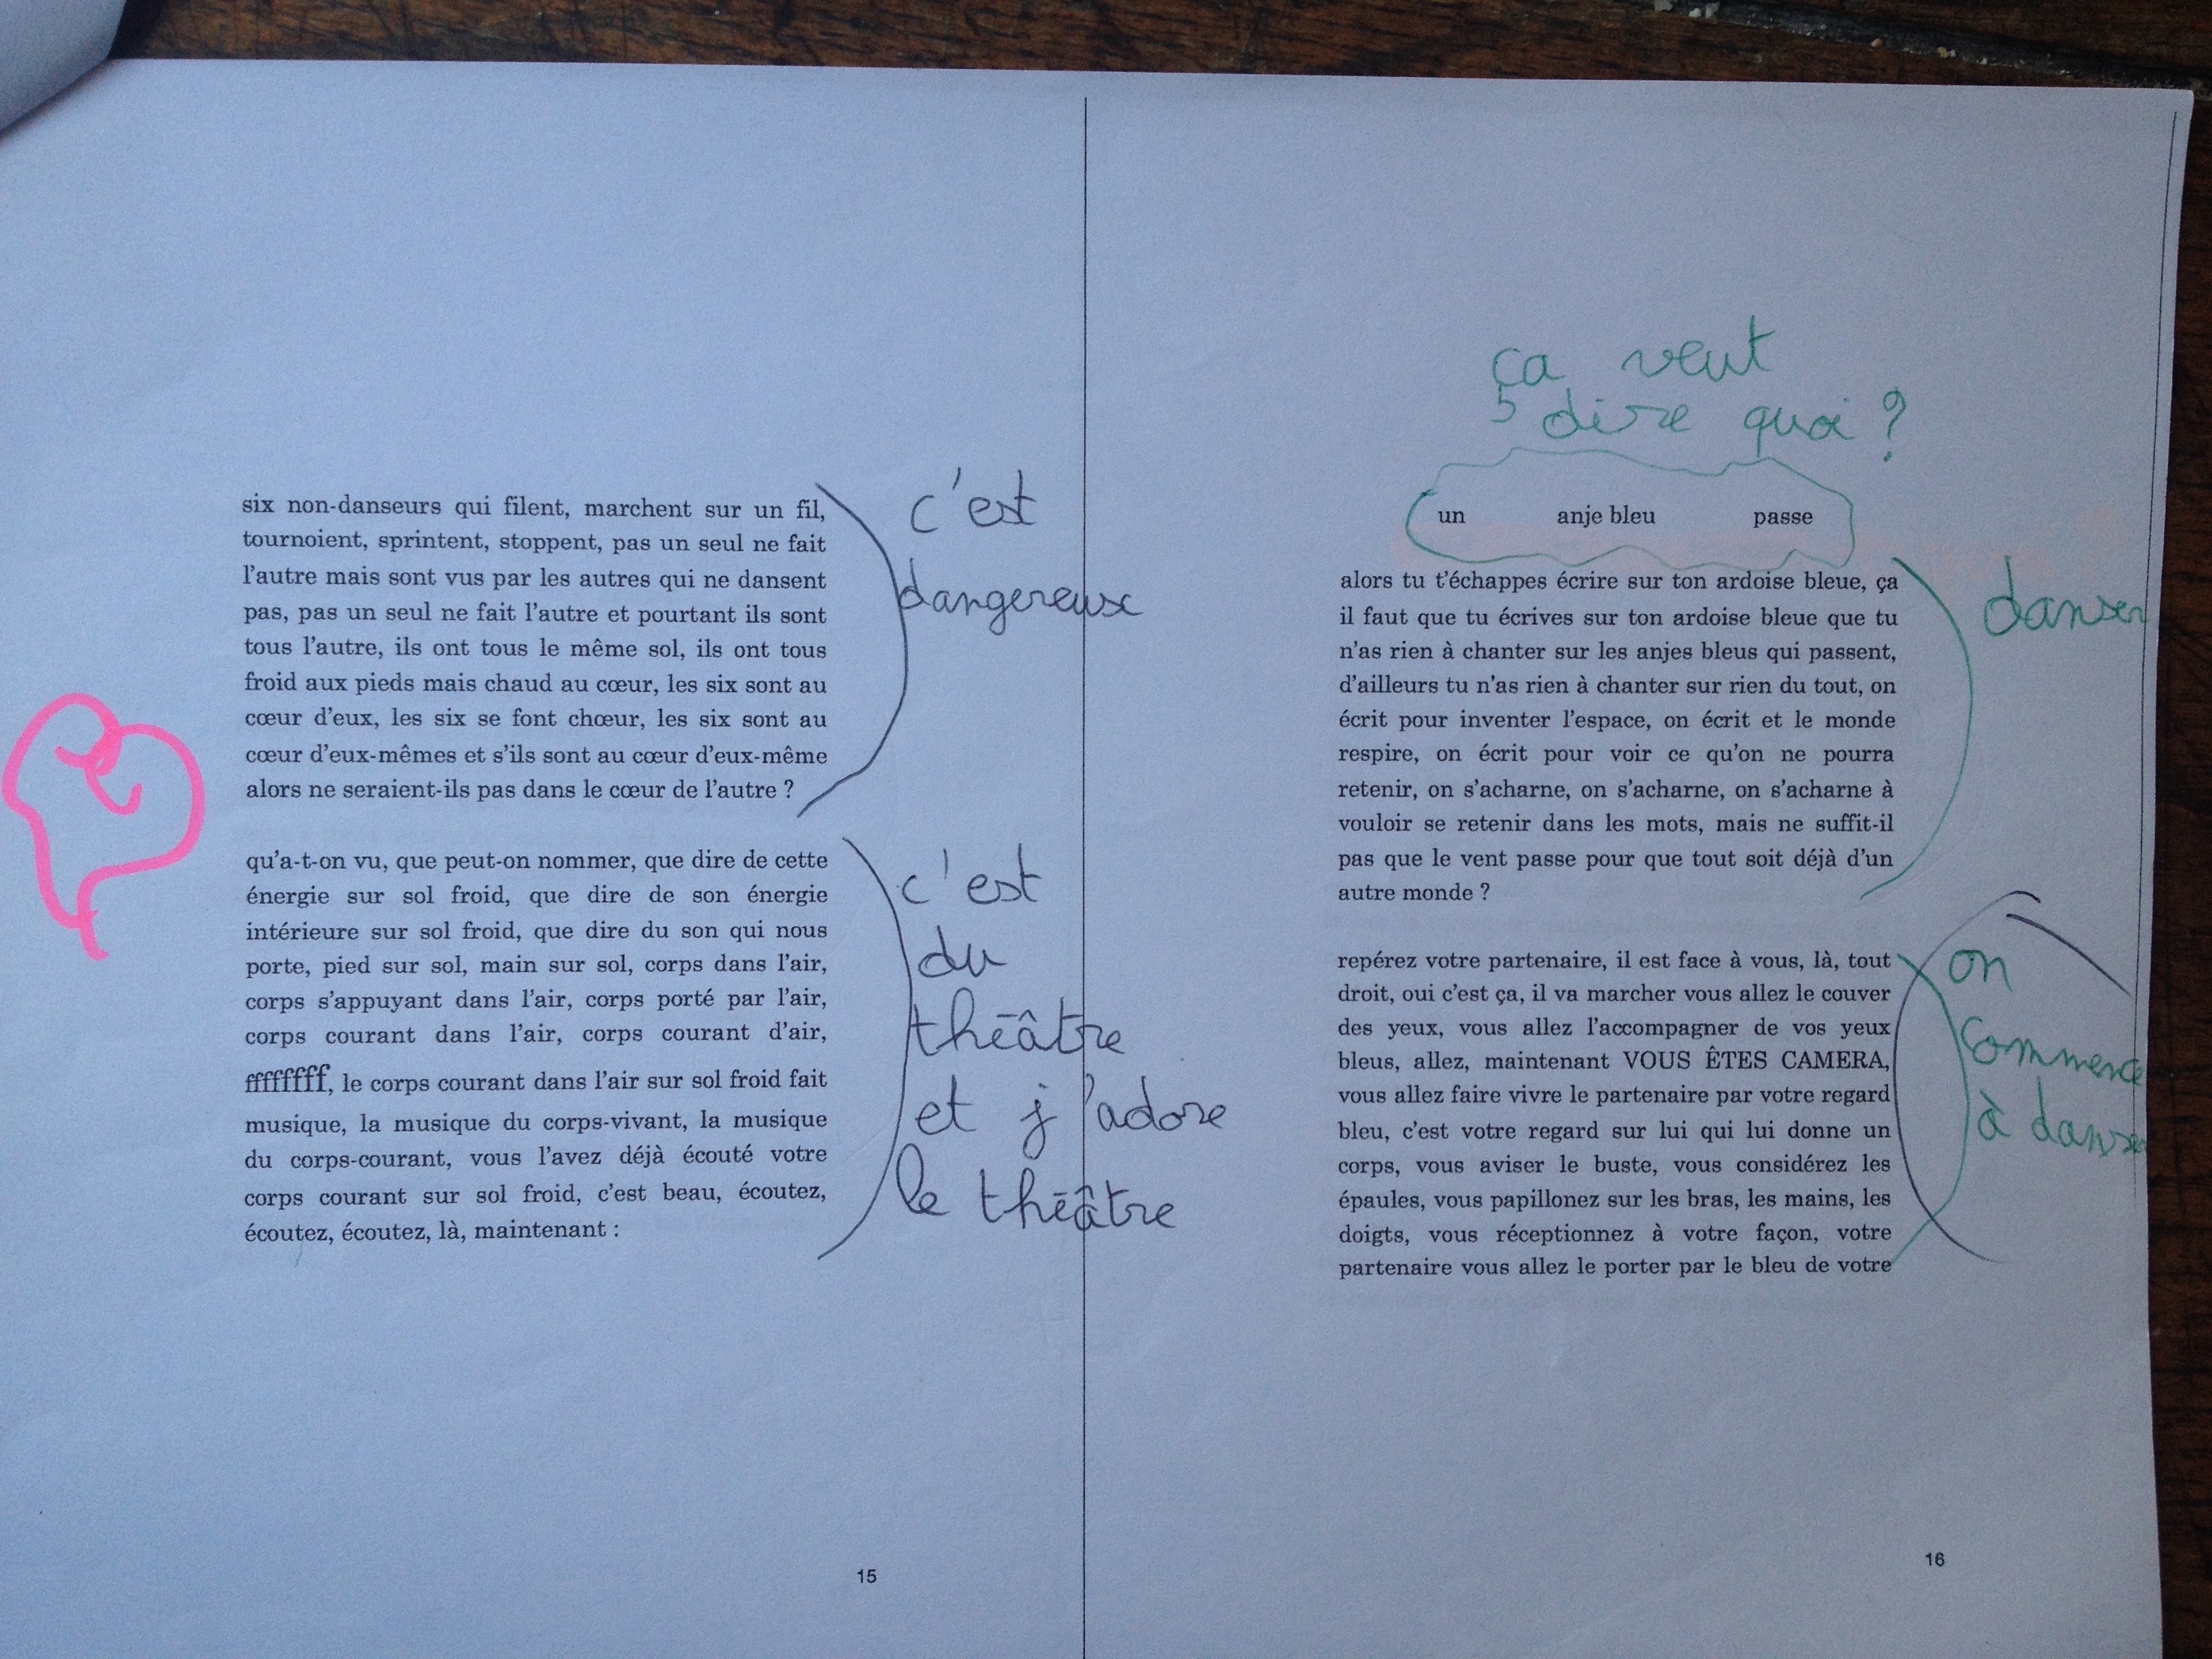 six non-danseurs qui filent, marchent sur un fil,
tournoient, sprintent, stoppent, pas un seul ne fait
l'autre mais sont vus par les autres qui ne dansent
pas, pas un seul ne fait l'autre et pourtant ils sont
tous l'autre, ils ont tous le même sol, ils ont tous
froid aux pieds mais chaud au cœur, les six sont au
cœur d'eux, les six se font chœur, les six sont au
cœur d'eux-mêmes et s'ils sont au cœur d'eux-même
alors ne seraient-ils pas dans le cœur de l'autre ?
c'est
dangereux
qu'a-t-on vu, que peut-on nommer, que dire de cette
énergie sur sol froid, que dire de son énergie
intérieure sur sol froid, que dire du son qui nous
porte, pied sur sol, main sur sol, corps dans l'air,
corps s'appuyant dans l'air, corps porté par l'air,
corps courant dans l'air, corps courant d'air,
ffffffff, le corps courant dans l'air sur sol froid fait
musique, la musique du corps-vivant, la musique
du corps-courant, vous l'avez déjà écouté votre
corps courant sur sol froid, c'est beau, écoutez,
écoutez, écoutez, là, maintenant :
c'est
du
théâtre
et j'adore
le théâtre
15
ça veut
dire quoi ?
un anje bleu passe
alors tu t'échappes écrire sur ton ardoise bleue, ça
il faut que tu écrives sur ton ardoise bleue que tu
n'as rien à chanter sur les anjes bleus qui passent,
d'ailleurs tu n'as rien à chanter sur rien du tout, on
écrit pour inventer l'espace, on écrit et le monde
respire, on écrit pour voir ce qu'on ne pourra
retenir, on s'acharne, on s'acharne, on s'acharne à
vouloir se retenir dans les mots, mais ne suffit-il
pas que le vent passe pour que tout soit déjà d'un
autre monde ?
danser
repérez votre partenaire, il est face à vous, là, tout
droit, oui c'est ça, il va marcher vous allez le couver
des yeux, vous allez l'accompagner de vos yeux
bleus, allez, maintenant VOUS ÊTES CAMERA,
vous allez faire vivre le partenaire par votre regard
bleu, c'est votre regard sur lui qui lui donne un
corps, vous aviser le buste, vous considérez les
épaules, vous papillonez sur les bras, les mains, les
doigts, vous réceptionnez à votre façon, votre
partenaire vous allez le porter par le bleu de votre
on
commence
à danser
16